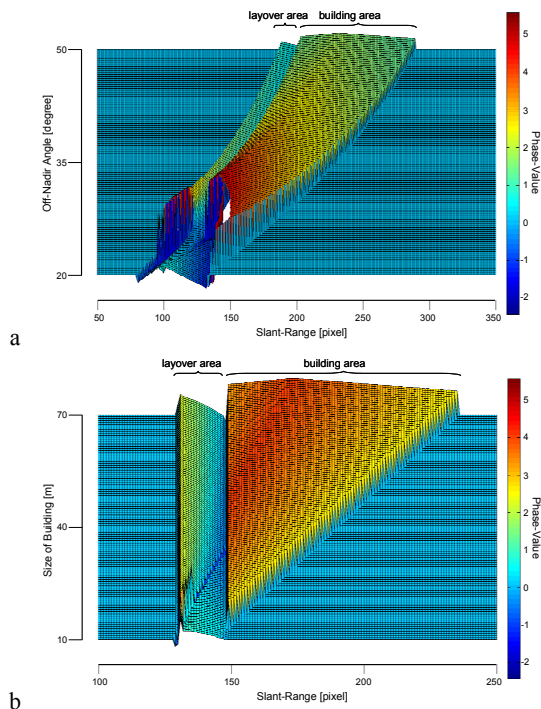 layover area building area
50
35
20
Off-Nadir Angle [degree]
50 100 150 200 250 300 350
Slant-Range [pixel]
5
4
3
2
1
0
-1
-2
Phase-Value
a
layover area building area
70
40
10
Size of Building [m]
100 150 200 250
Slant-Range [pixel]
5
4
3
2
1
0
-1
-2
Phase-Value
b